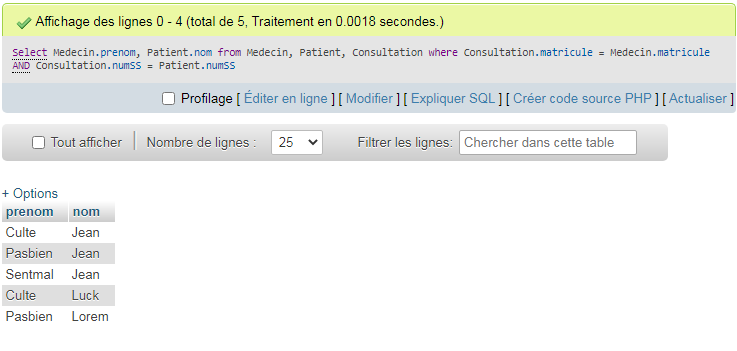 Affichage des lignes 0 - 4 (total de 5, Traitement en 0.0018 secondes.)
Select Medecin.prenom, Patient.nom from Medecin, Patient, Consultation where Consultation.matricule = Medecin.matricule
AND Consultation.numSS = Patient.numSS
Profilage [ Éditer en ligne ] [ Modifier ] [ Expliquer SQL ] [ Créer code source PHP ] [ Actualiser ]
Tout afficher Nombre de lignes : 25 Filtrer les lignes: Chercher dans cette table
+ Options
prenom nom
Culte Jean
Pasbien Jean
Sentmal Jean
Culte Luck
Pasbien Lorem